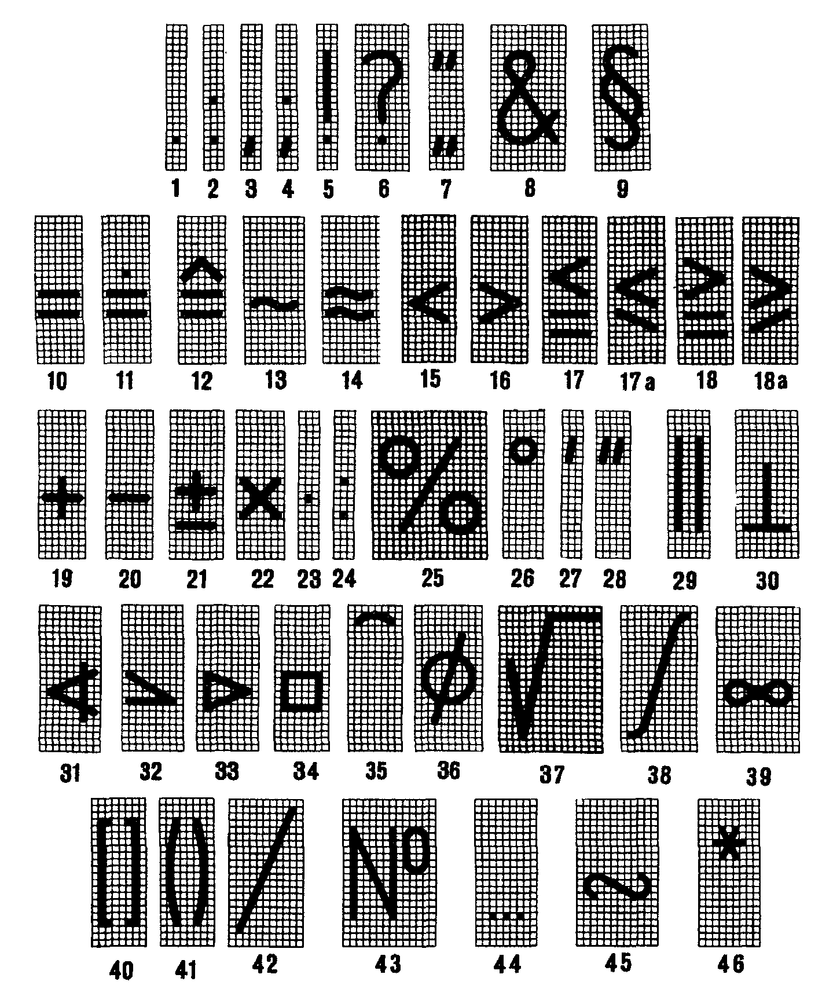 . : , ; ! ? " „ & §
1 2 3 4 5 6 7 8 9
= ≐ ≙ ~ ≈ < > ≦ ⩽ ≧ ⩾
10 11 12 13 14 15 16 17 17a 18 18a
+ − ± × · : % ° ′ ″ ∥ ⊥
19 20 21 22 23 24 25 26 27 28 29 30
∢ ⦣ ▷ □ ⌒ ϕ √ ∫ ∞
31 32 33 34 35 36 37 38 39
[ ] ( ) / № ... ∽ *
40 41 42 43 44 45 46